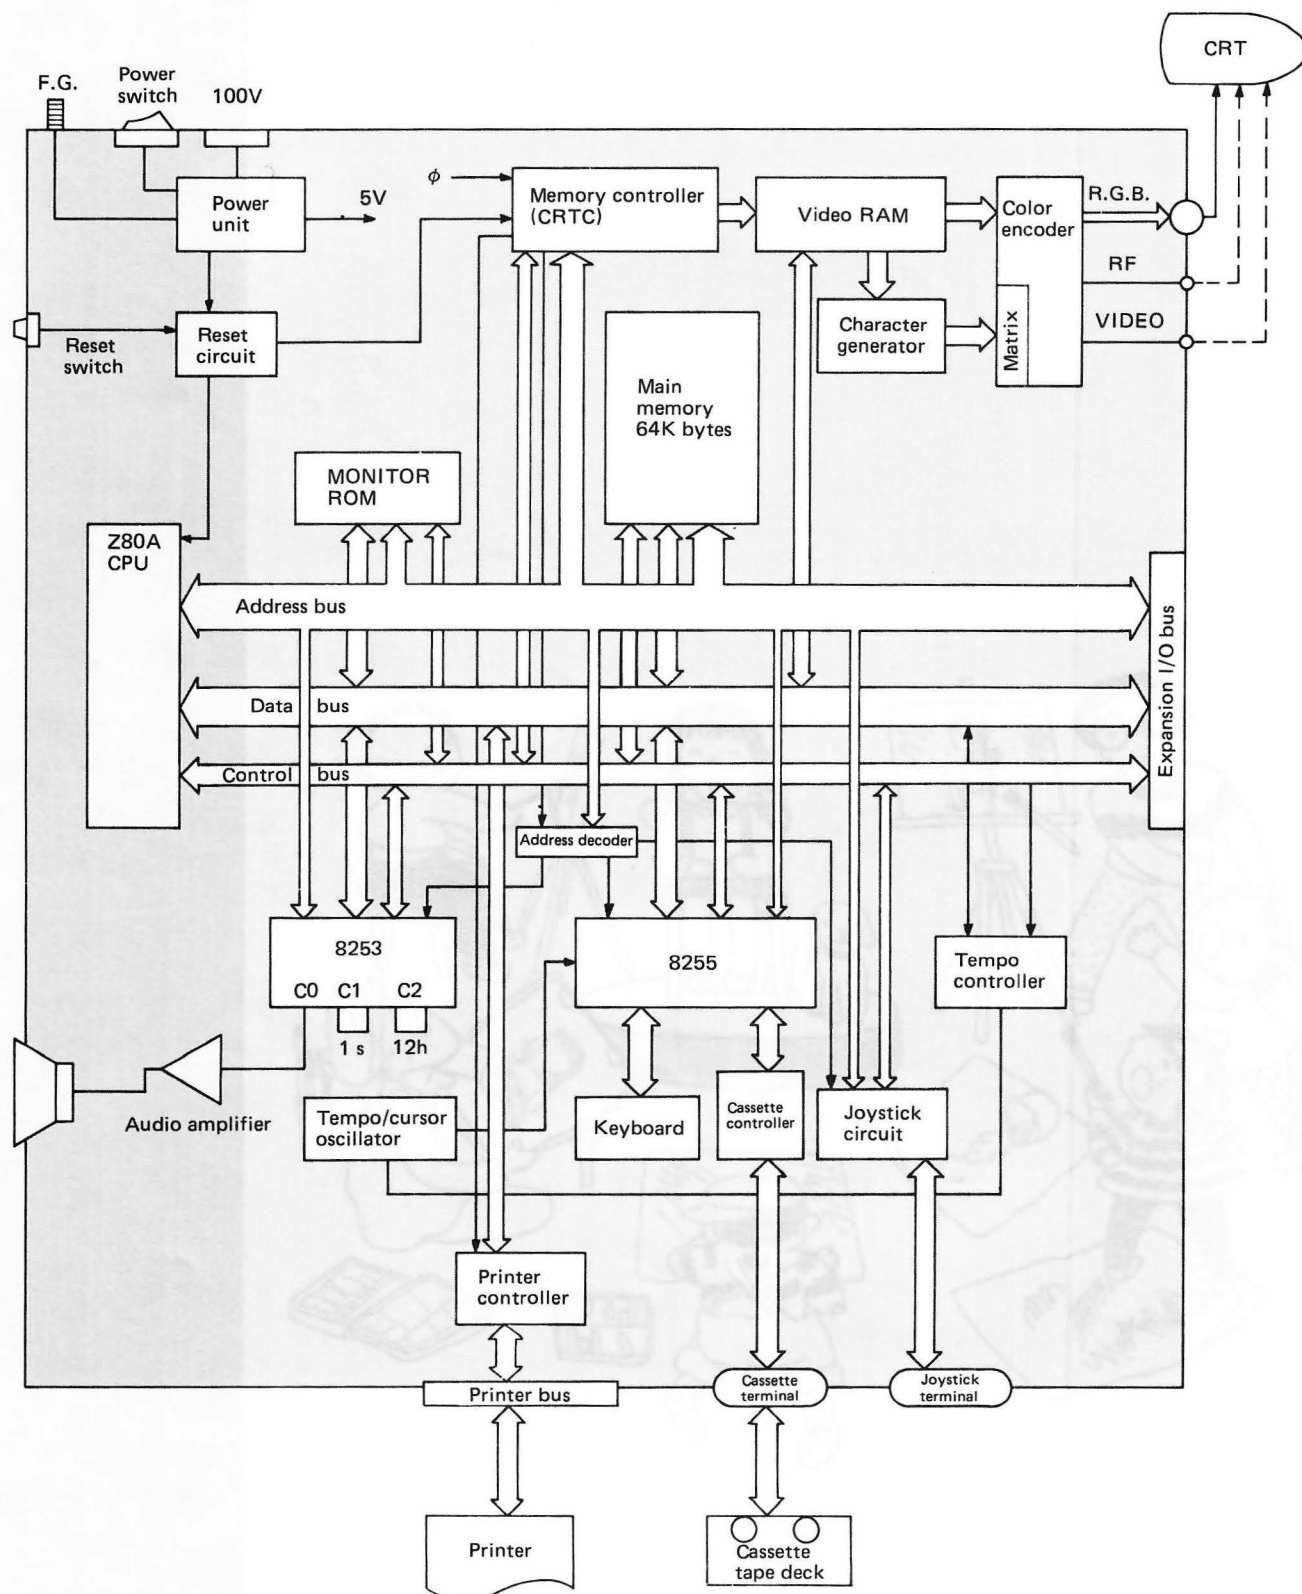 CRT
F.G.
Power
switch
100V
Power
unit
5V
ϕ
Memory controller
(CRTC)
Video RAM
Color
encoder
Matrix
R.G.B.
RF
VIDEO
Reset
switch
Reset
circuit
Character
generator
Main
memory
64K bytes
MONITOR
ROM
Z80A
CPU
Address bus
Data bus
Control bus
Expansion I/O bus
Address decoder
8253
C0 C1 C2
1 s 12h
8255
Tempo
controller
Audio amplifier
Tempo/cursor
oscillator
Keyboard
Cassette
controller
Joystick
circuit
Printer
controller
Printer bus
Cassette
terminal
Joystick
terminal
Printer
Cassette
tape deck